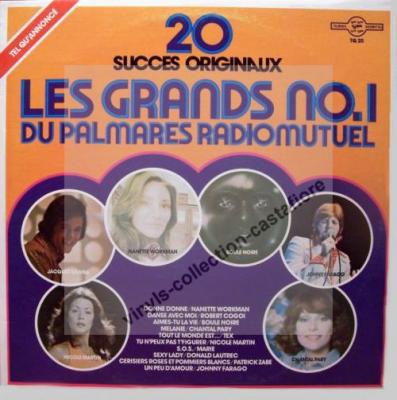 TEL QU'ANNONCÉ
20
SUCCES ORIGINAUX
LES GRANDS NO.1
DU PALMARES RADIOMUTUEL
NANETTE WORKMAN
BOULE NOIRE
JOHNNY FARAGO
NICOLE MARTIN
CHANTAL PARY
vinyls-collection-castafiore
DONNE DONNE / NANETTE WORKMAN
DANSE AVEC MOI / ROBERT COGOI
AIMES-TU LA VIE / BOULE NOIRE
MELANIE / CHANTAL PARY
TOUT LE MONDE EST... / TEX
TU N'PEUX PAS T'FIGURER / NICOLE MARTIN
S.O.S. / MARIE
SEXY LADY / DONALD LAUTREC
CERISIERS ROSES ET POMMIERS BLANCS / PATRICK ZABE
UN PEU D'AMOUR / JOHNNY FARAGO